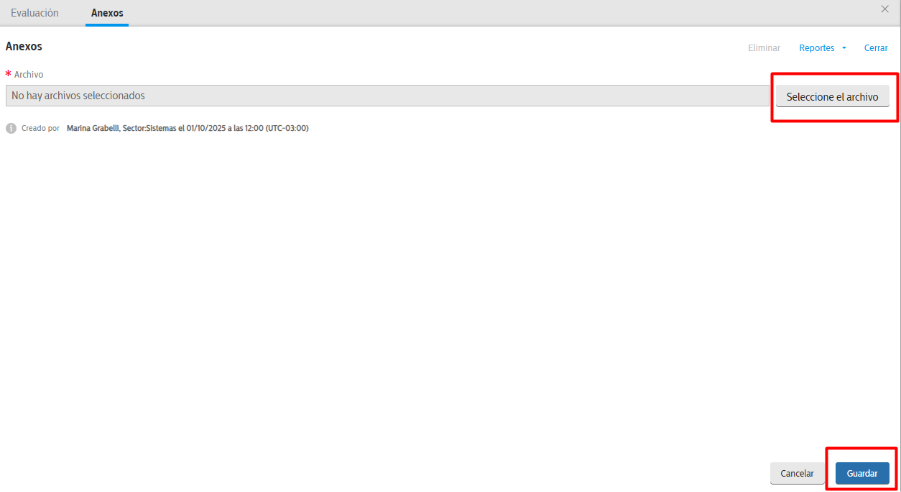 Evaluación Anexos
Anexos
Eliminar Reportes Cerrar
* Archivo
No hay archivos seleccionados Seleccione el archivo
Creado por Marina Grabelli, Sector:Sistemas el 01/10/2025 a las 12:00 (UTC-03:00)
Cancelar Guardar